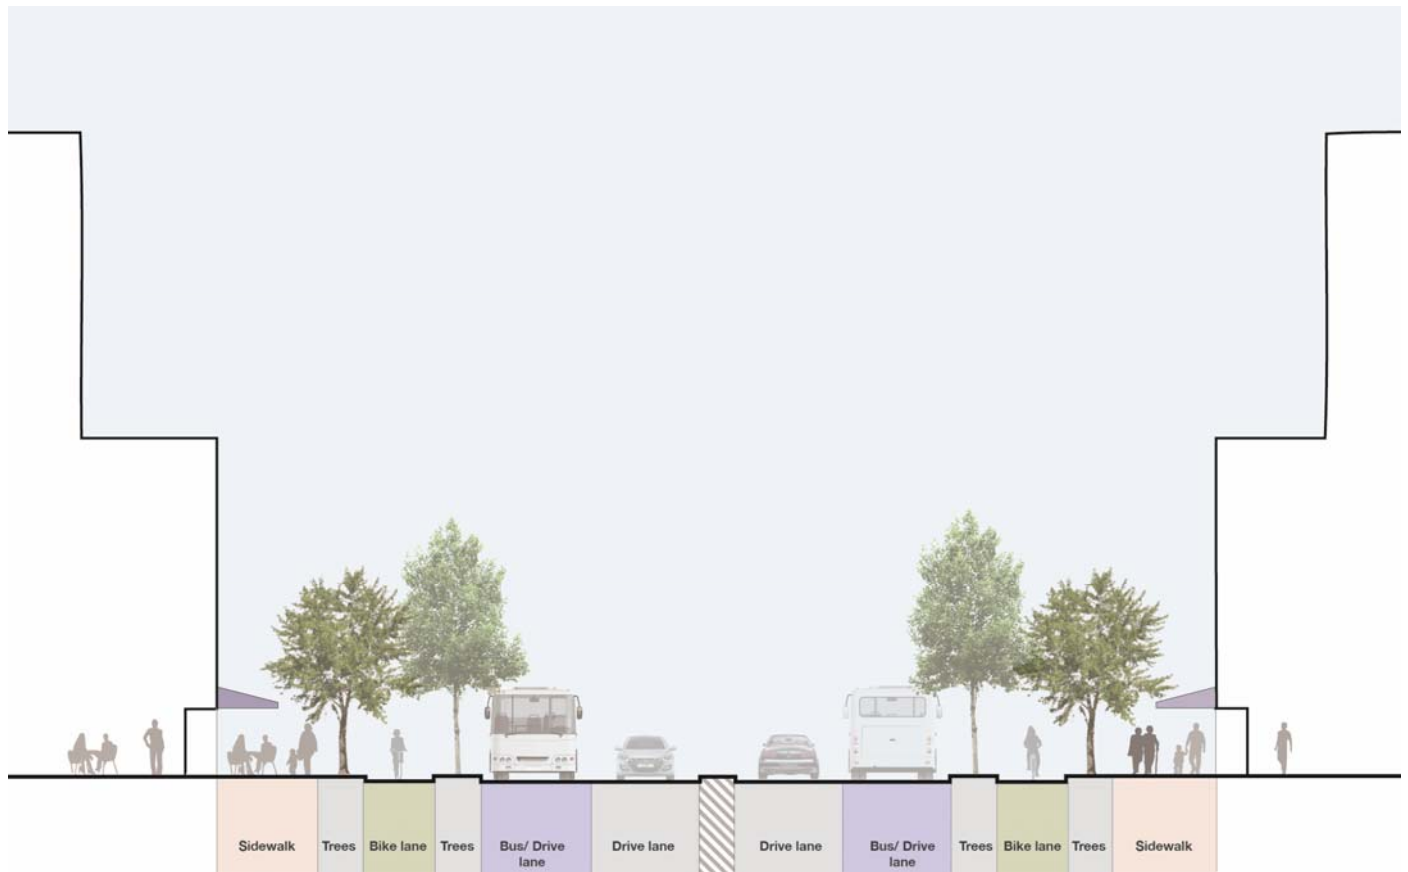 Sidewalk
Trees
Bike lane
Trees
Bus/ Drive
lane
Drive lane
Drive lane
Bus/ Drive
lane
Trees
Bike lane
Trees
Sidewalk